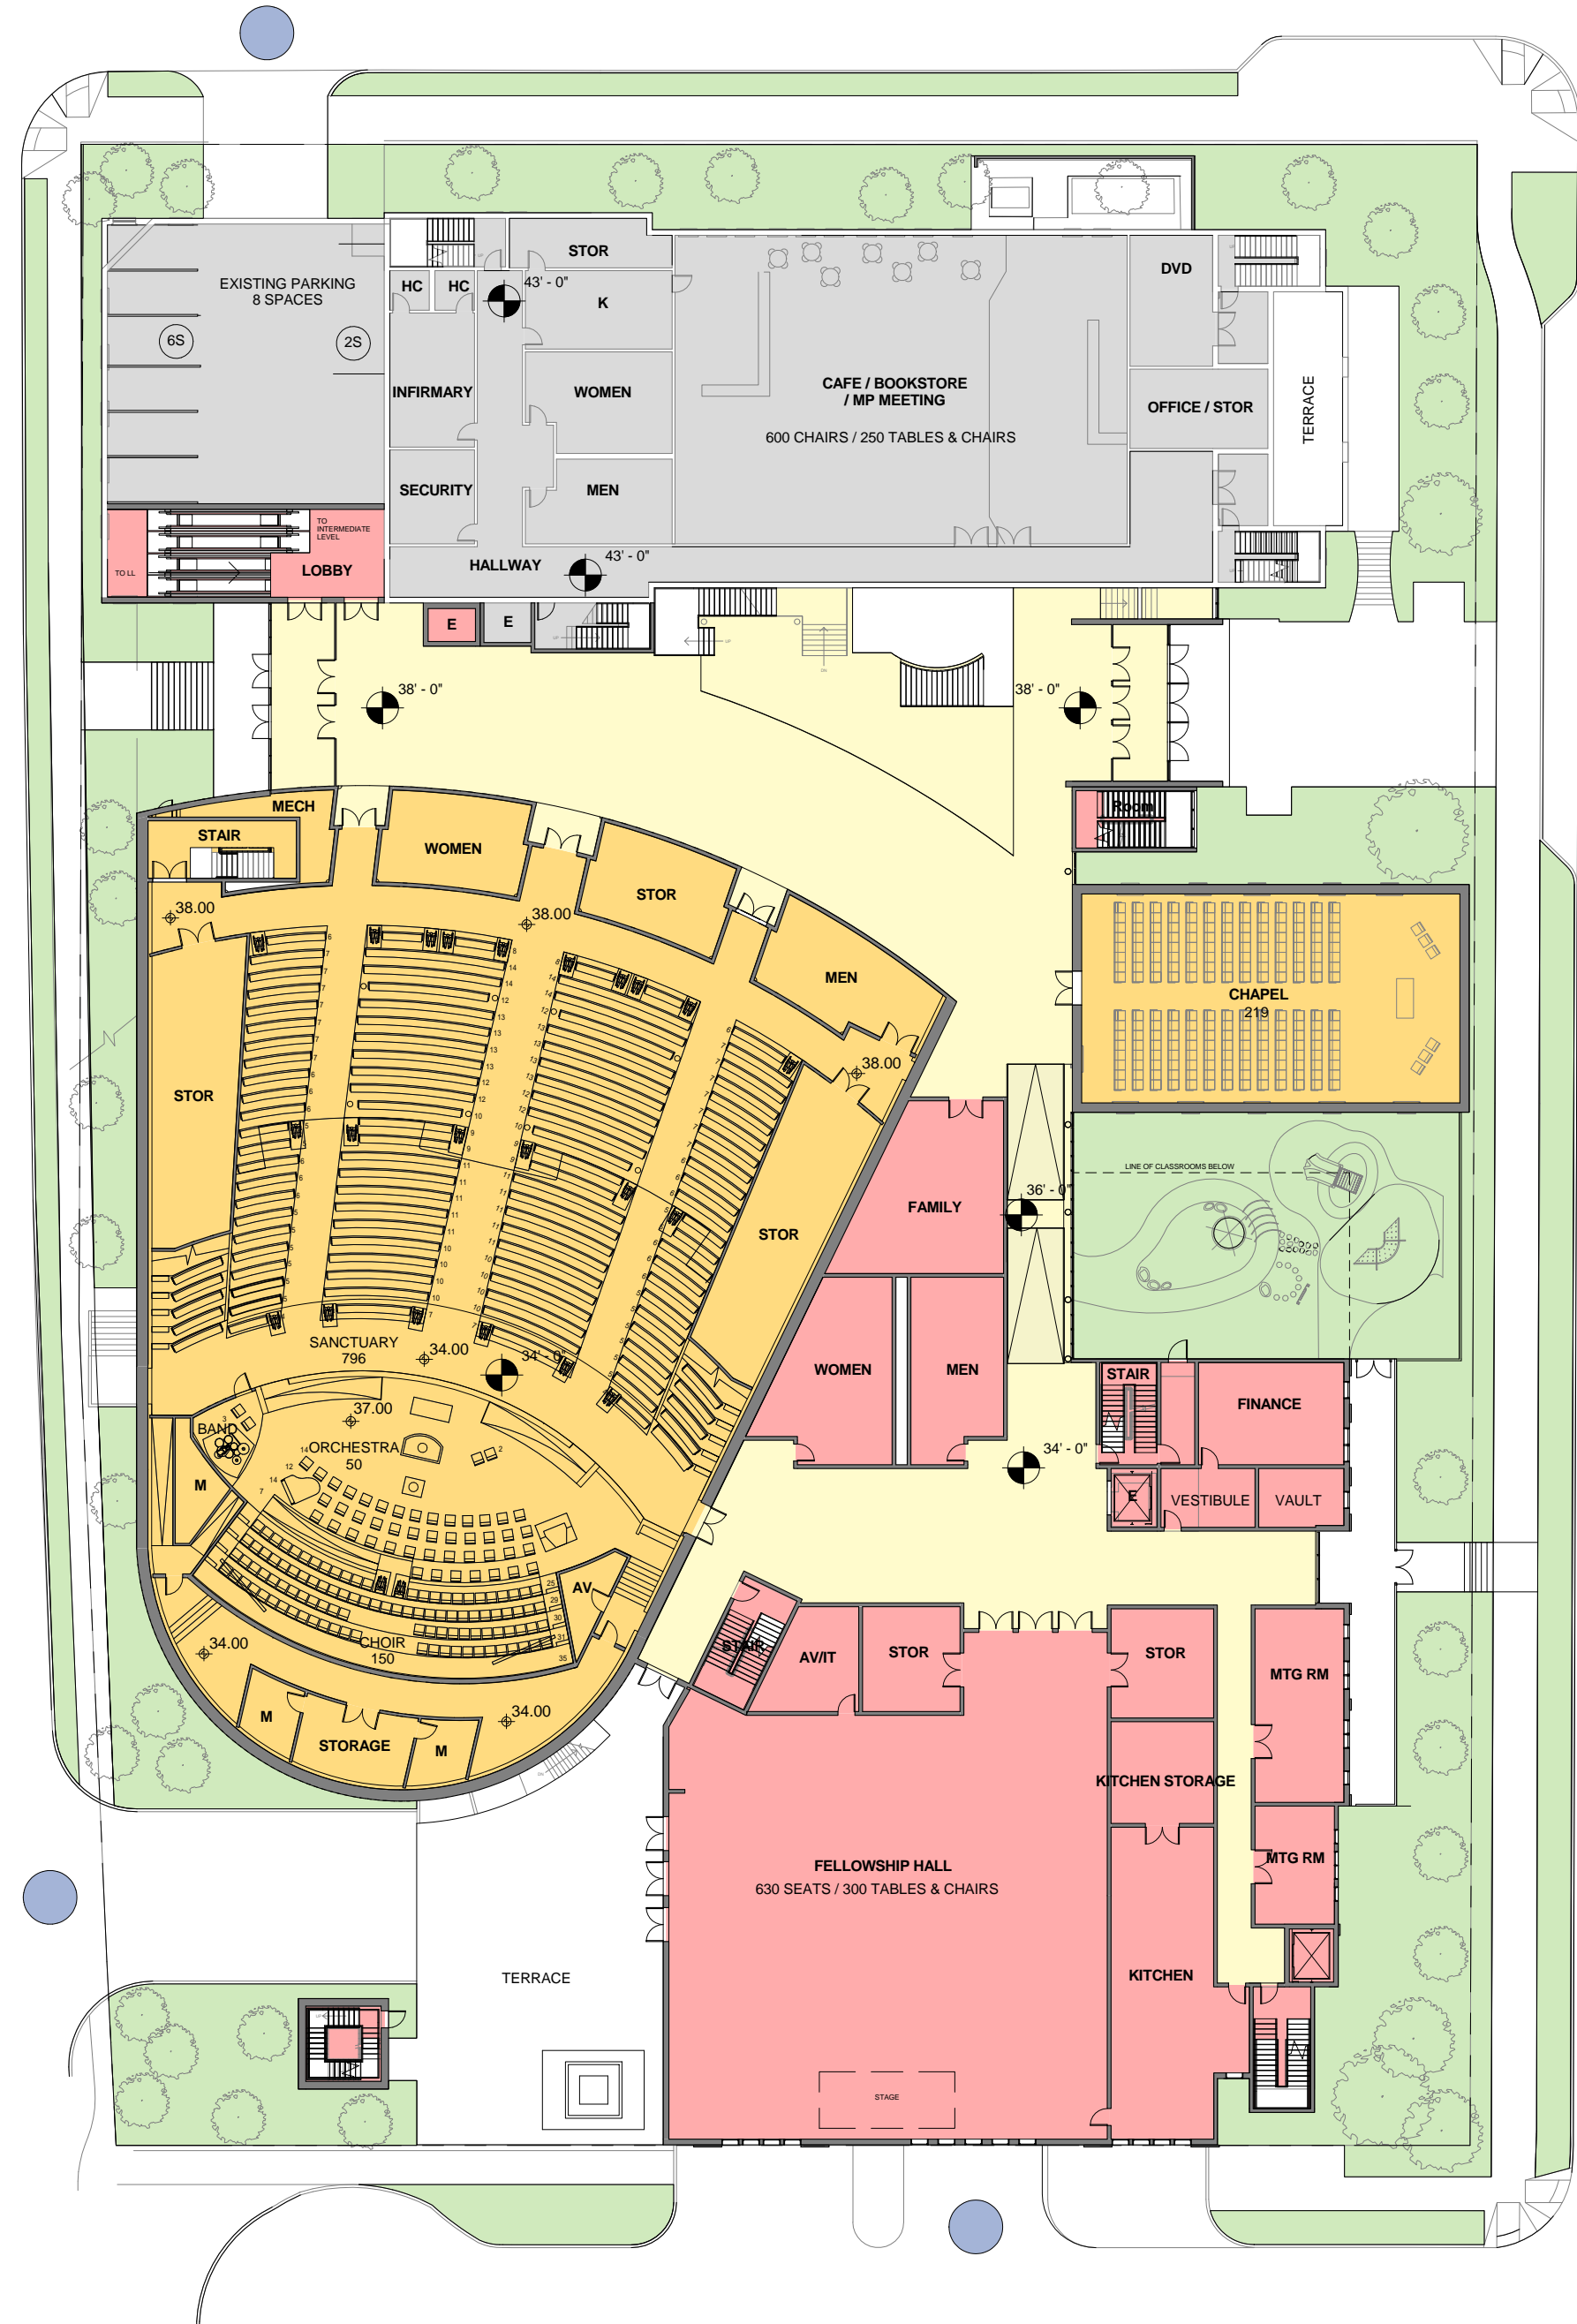 STOR
DVD
EXISTING PARKING
8 SPACES
HC
HC
43' - 0"
K
6S
2S
INFIRMARY
WOMEN
CAFE / BOOKSTORE
/ MP MEETING
600 CHAIRS / 250 TABLES & CHAIRS
OFFICE / STOR
TERRACE
SECURITY
MEN
TO
INTERMEDIATE
LEVEL
TO LL
LOBBY
HALLWAY
43' - 0"
E
E
38' - 0"
38' - 0"
MECH
STAIR
WOMEN
Room
STOR
38.00
38.00
MEN
CHAPEL
219
38.00
STOR
LINE OF CLASSROOMS BELOW
36' - 0"
FAMILY
STOR
SANCTUARY
796
34.00
34' - 0"
WOMEN
MEN
STAIR
FINANCE
37.00
BAND
ORCHESTRA
50
34' - 0"
M
E
VESTIBULE
VAULT
AV
34.00
CHOIR
150
STAIR
AV/IT
STOR
STOR
MTG RM
M
34.00
STORAGE
M
KITCHEN STORAGE
MTG RM
FELLOWSHIP HALL
630 SEATS / 300 TABLES & CHAIRS
TERRACE
KITCHEN
STAGE